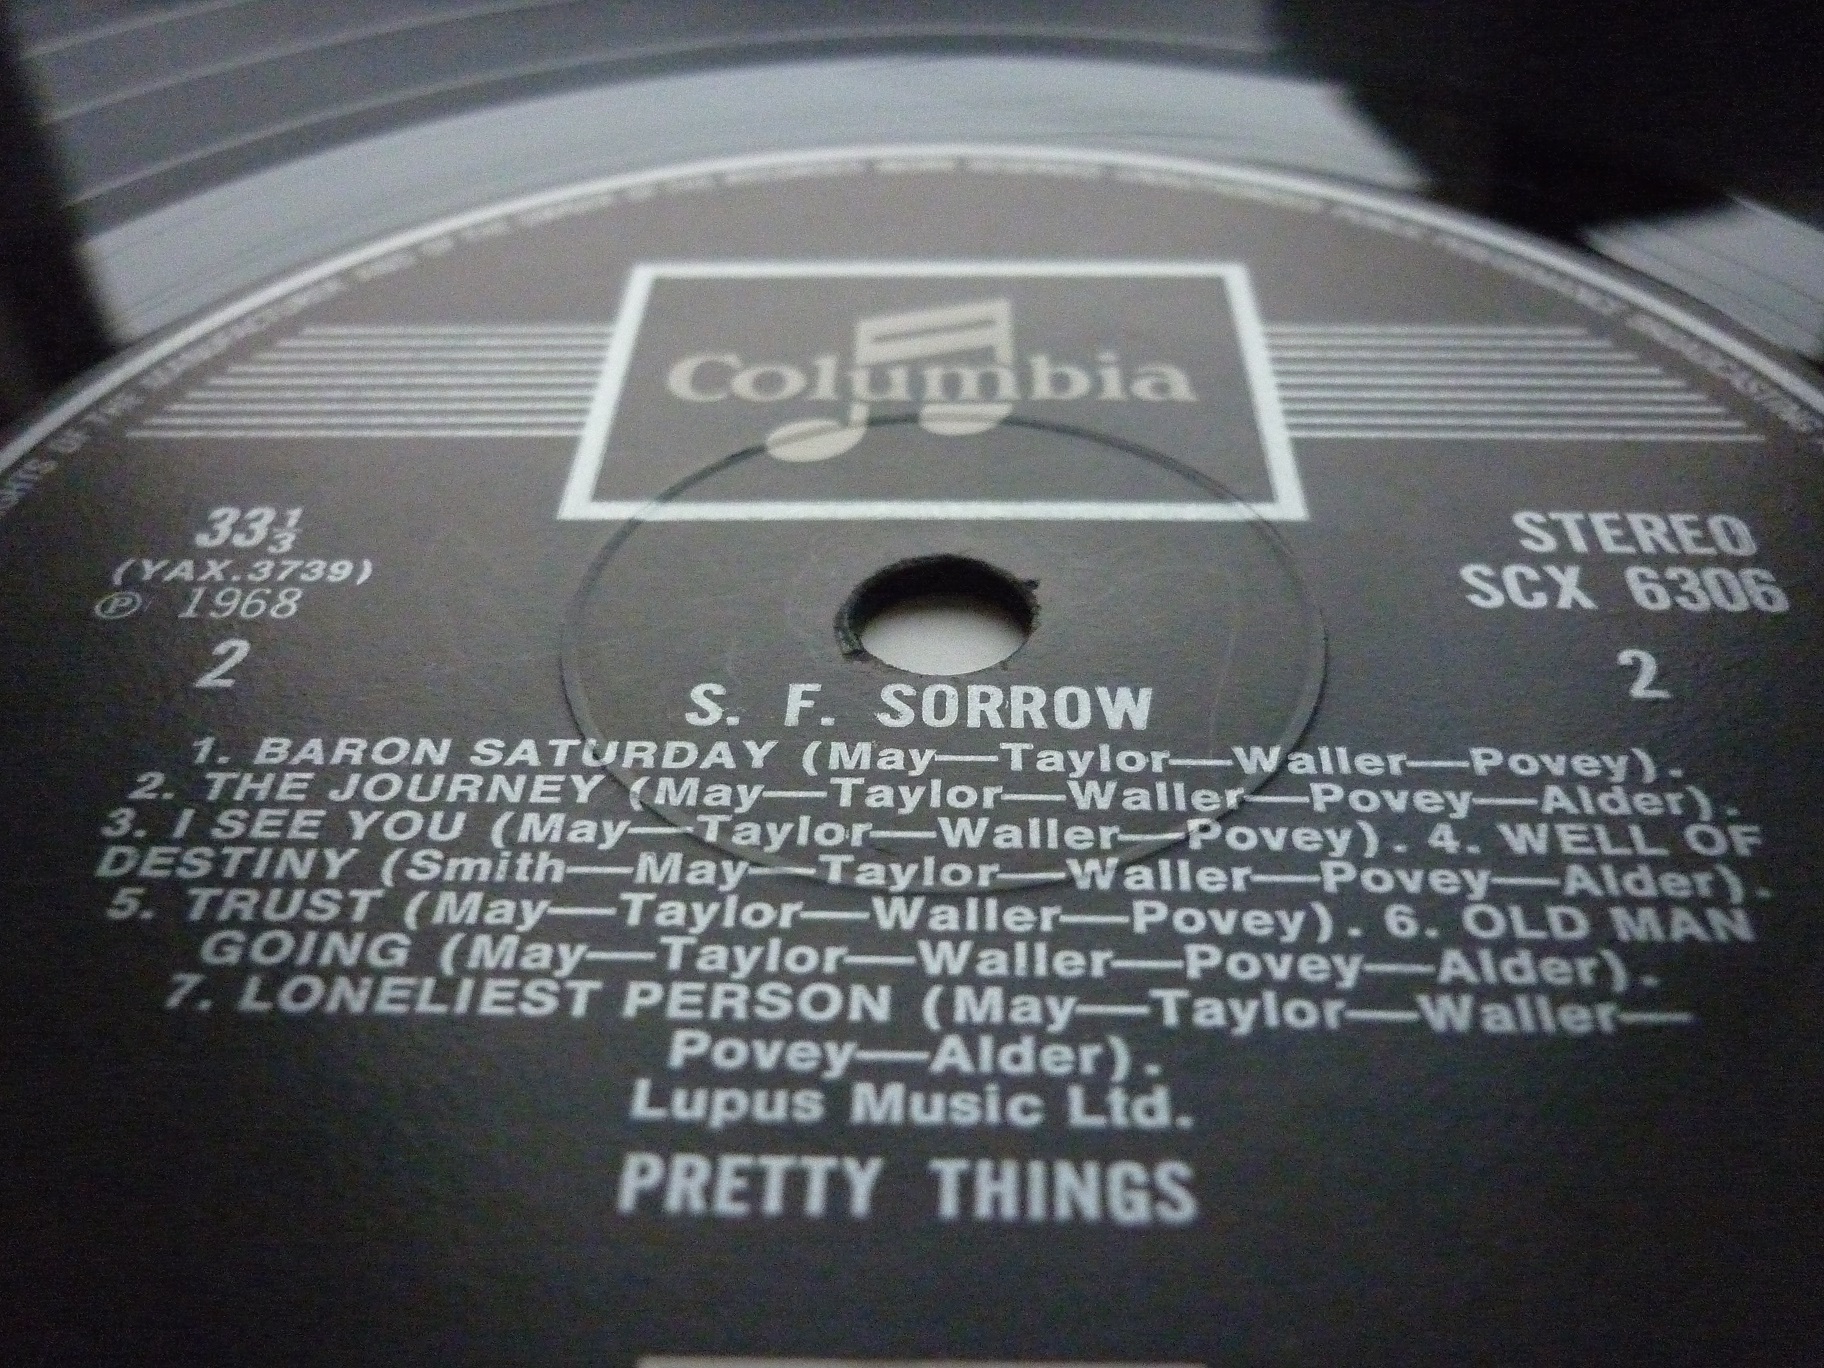 Columbia
33 1/3
(YAX.3739)
℗ 1968
2
STEREO
SCX 6306
2
S. F. SORROW
1. BARON SATURDAY (May—Taylor—Waller—Povey).
2. THE JOURNEY (May—Taylor—Waller—Povey—Alder).
3. I SEE YOU (May—Taylor—Waller—Povey). 4. WELL OF
DESTINY (Smith—May—Taylor—Waller—Povey—Alder).
5. TRUST (May—Taylor—Waller—Povey). 6. OLD MAN
GOING (May—Taylor—Waller—Povey—Alder).
7. LONELIEST PERSON (May—Taylor—Waller—
Povey—Alder).
Lupus Music Ltd.
PRETTY THINGS